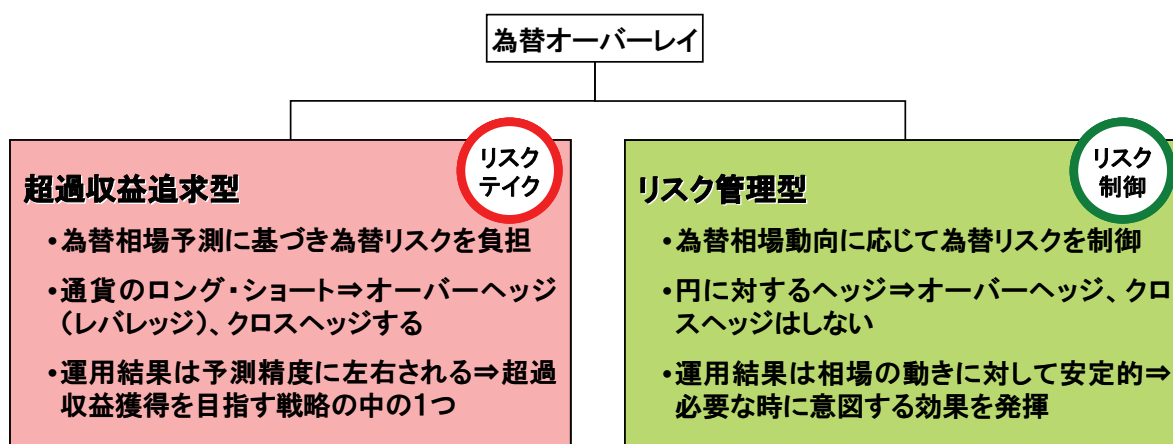 為替オーバーレイ
リスク
テイク
超過収益追求型
•為替相場予測に基づき為替リスクを負担
•通貨のロング・ショート⇒オーバーヘッジ
(レバレッジ)、クロスヘッジする
•運用結果は予測精度に左右される⇒超過
収益獲得を目指す戦略の中の1つ
リスク
制御
リスク管理型
•為替相場動向に応じて為替リスクを制御
•円に対するヘッジ⇒オーバーヘッジ、クロ
スヘッジはしない
•運用結果は相場の動きに対して安定的⇒
必要な時に意図する効果を発揮